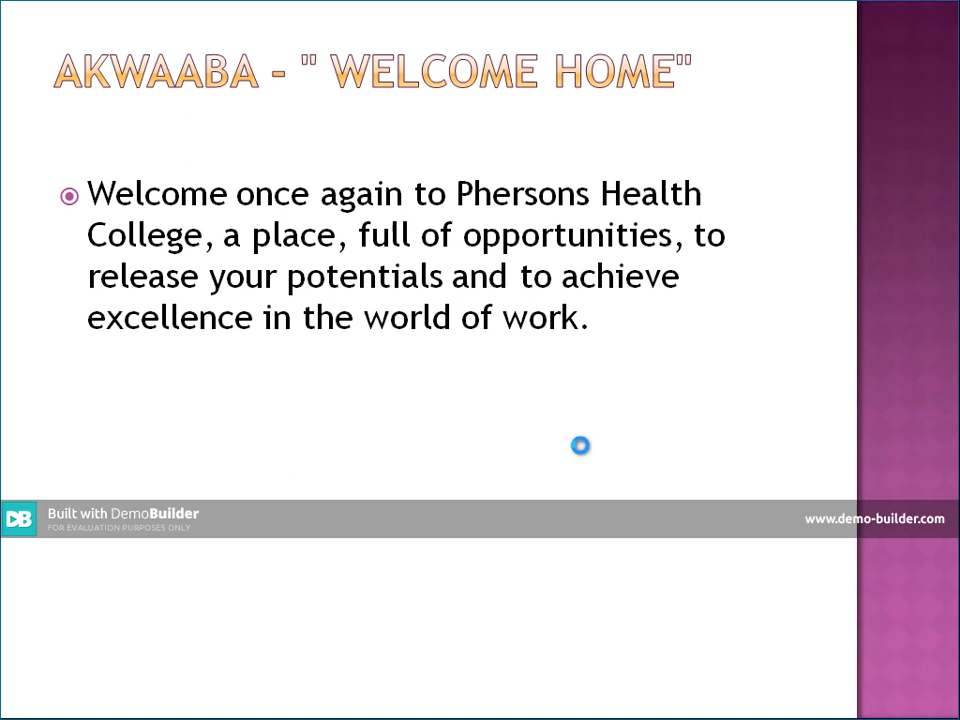 AKWAABA - " WELCOME HOME"
Welcome once again to Phersons Health
College, a place, full of opportunities, to
release your potentials and to achieve
excellence in the world of work.
DB
Built with DemoBuilder
FOR EVALUATION PURPOSES ONLY
www.demo-builder.com